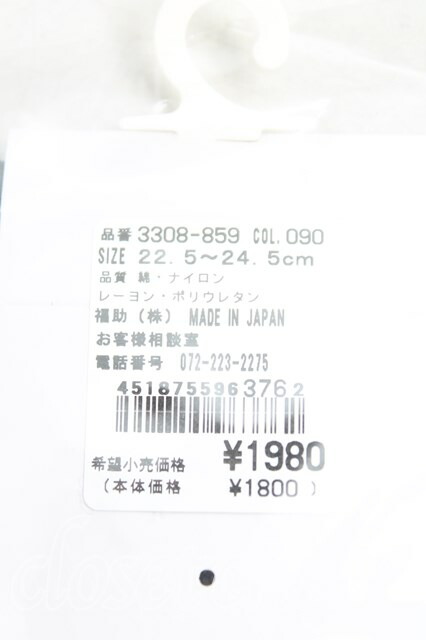 品番 3308-859 COL.090
SIZE 22.5〜24.5cm
品質 綿・ナイロン
レーヨン・ポリウレタン
福助（株） MADE IN JAPAN
お客様相談室
電話番号 072-223-2275
4518755963762
希望小売価格 ¥1980
（本体価格 ¥1800）
closet